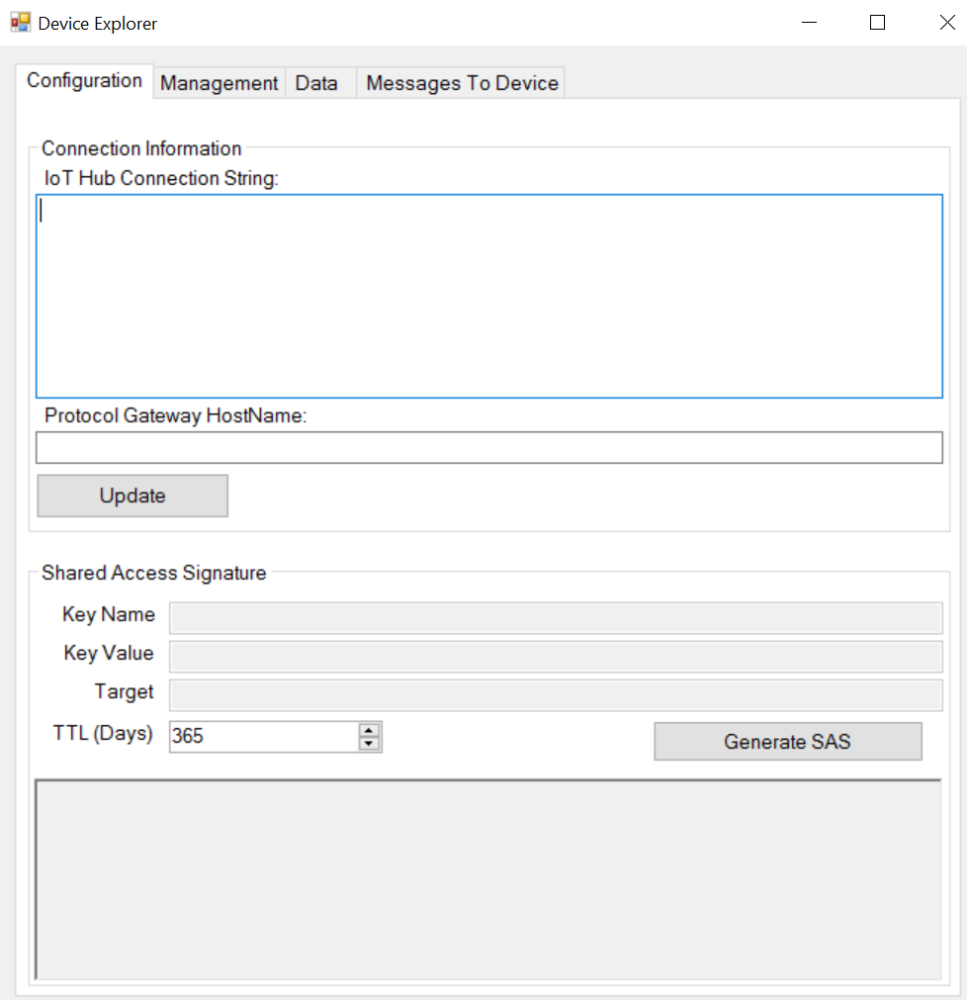 Device Explorer
Configuration Management Data Messages To Device
Connection Information
IoT Hub Connection String:
Protocol Gateway HostName:
Update
Shared Access Signature
Key Name
Key Value
Target
TTL (Days) 365 Generate SAS